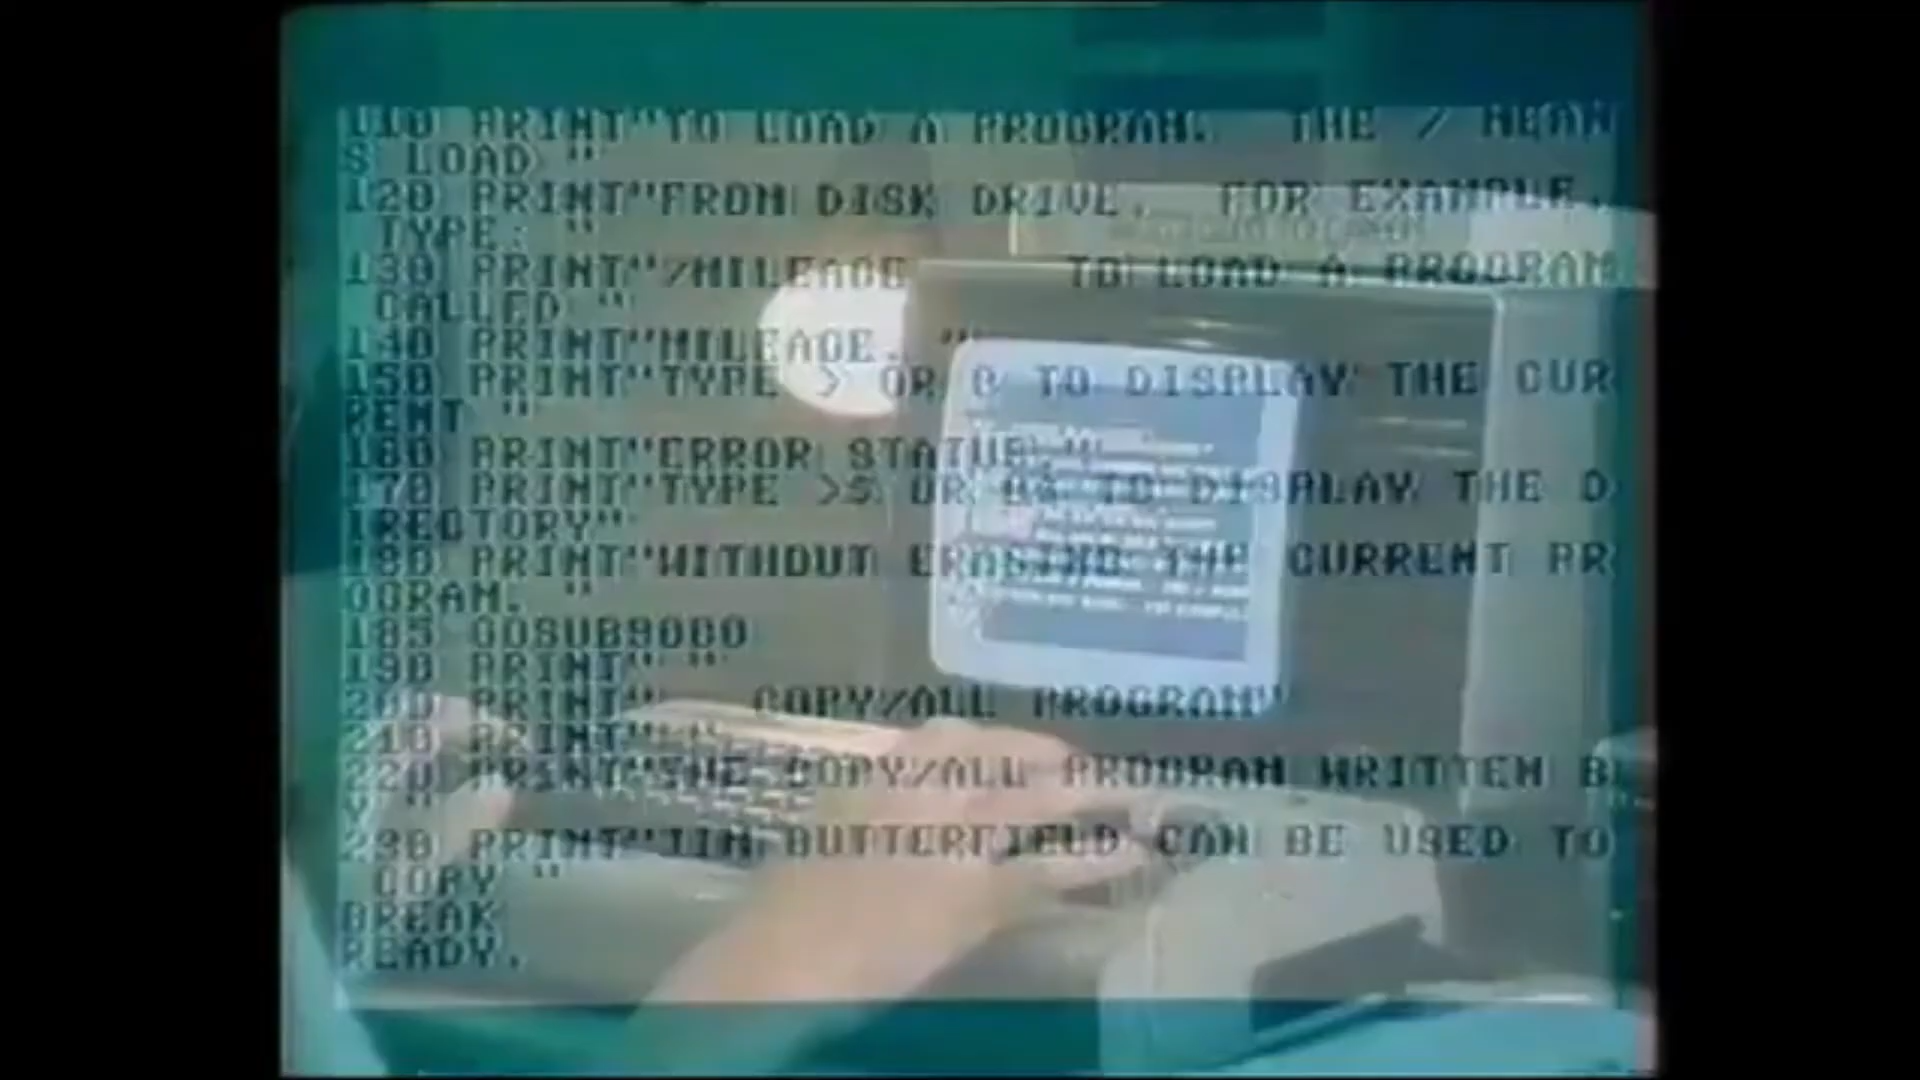 110 PRINT"TO LOAD A PROGRAM.  THE / MEAN
S LOAD "
120 PRINT"FROM DISK DRIVE.  FOR EXAMPLE,
 TYPE: "
130 PRINT"/MILEAGE     TO LOAD A PROGRAM
 CALLED "
140 PRINT"MILEAGE. "
150 PRINT"TYPE > OR @ TO DISPLAY THE CUR
RENT "
160 PRINT"ERROR STATUS."
170 PRINT"TYPE >$ OR @$ TO DISPLAY THE D
IRECTORY"
180 PRINT"WITHOUT ERASING THE CURRENT PR
OGRAM. "
185 GOSUB9000
190 PRINT" "
200 PRINT"   COPY/ALL PROGRAM"
210 PRINT" "
220 PRINT"THE COPY/ALL PROGRAM WRITTEN B
Y "
230 PRINT"JIM BUTTERFIELD CAN BE USED TO
 COPY "
BREAK
READY.